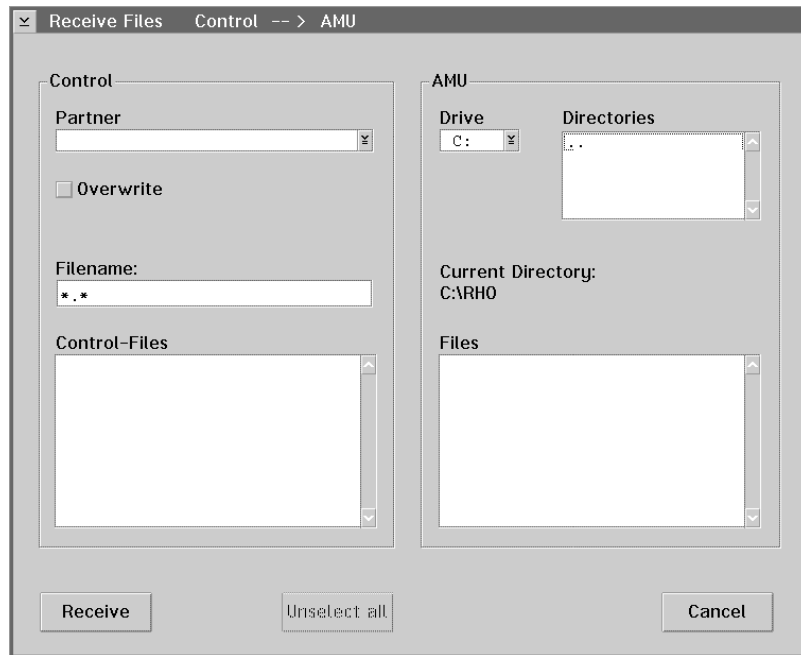 Receive Files Control --> AMU
Control
Partner
Overwrite
Filename:
*.*
Control-Files
AMU
Drive
C:
Directories
..
Current Directory:
C:\RHO
Files
Receive
Unselect all
Cancel